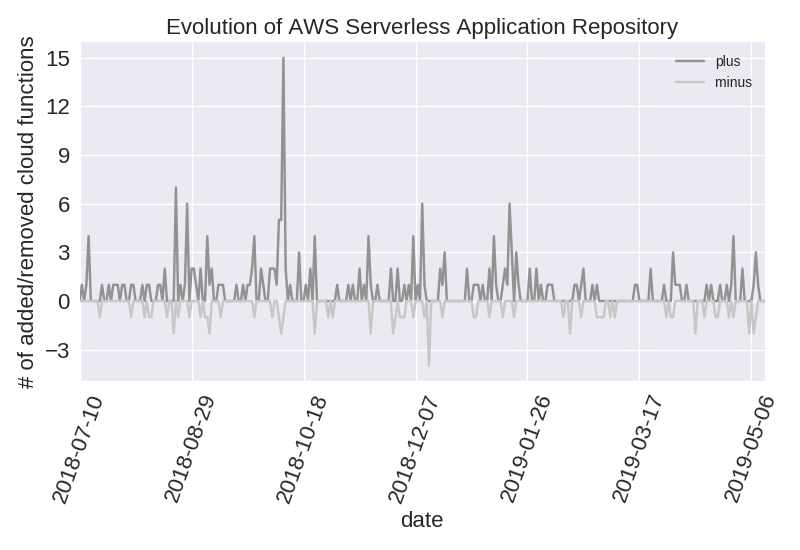 Evolution of AWS Serverless Application Repository
# of added/removed cloud functions
15
12
9
6
3
0
−3
plus
minus
2018-07-10
2018-08-29
2018-10-18
2018-12-07
2019-01-26
2019-03-17
2019-05-06
date